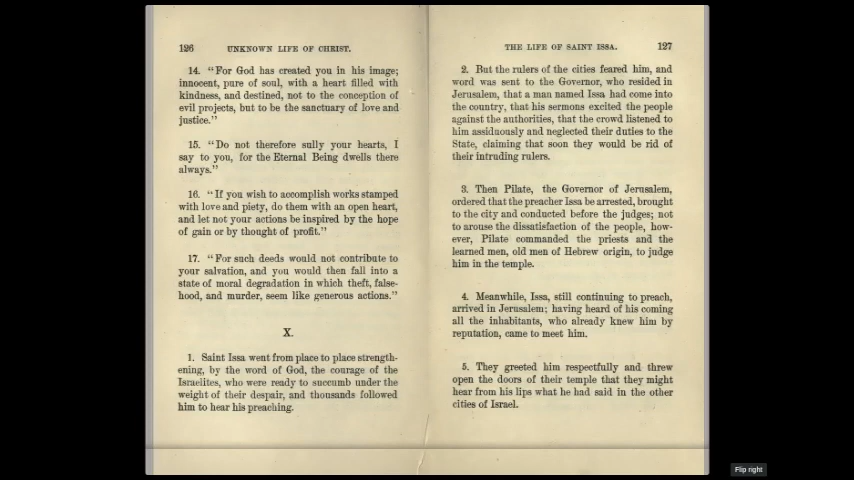 126 UNKNOWN LIFE OF CHRIST.
14. "For God has created you in his image;
innocent, pure of soul, with a heart filled with
kindness, and destined, not to the conception of
evil projects, but to be the sanctuary of love and
justice."
15. "Do not therefore sully your hearts, I
say to you, for the Eternal Being dwells there
always."
16. "If you wish to accomplish works stamped
with love and piety, do them with an open heart,
and let not your actions be inspired by the hope
of gain or by thought of profit."
17. "For such deeds would not contribute to
your salvation, and you would then fall into a
state of moral degradation in which theft, false-
hood, and murder, seem like generous actions."
X.
1. Saint Issa went from place to place strength-
ening, by the word of God, the courage of the
Israelites, who were ready to succumb under the
weight of their despair, and thousands followed
him to hear his preaching.
THE LIFE OF SAINT ISSA. 127
2. But the rulers of the cities feared him, and
word was sent to the Governor, who resided in
Jerusalem, that a man named Issa had come into
the country, that his sermons excited the people
against the authorities, that the crowd listened to
him assiduously and neglected their duties to the
State, claiming that soon they would be rid of
their intruding rulers.
3. Then Pilate, the Governor of Jerusalem,
ordered that the preacher Issa be arrested, brought
to the city and conducted before the judges; not
to arouse the dissatisfaction of the people, how-
ever, Pilate commanded the priests and the
learned men, old men of Hebrew origin, to judge
him in the temple.
4. Meanwhile, Issa, still continuing to preach,
arrived in Jerusalem; having heard of his coming
all the inhabitants, who already knew him by
reputation, came to meet him.
5. They greeted him respectfully and threw
open the doors of their temple that they might
hear from his lips what he had said in the other
cities of Israel.
Flip right